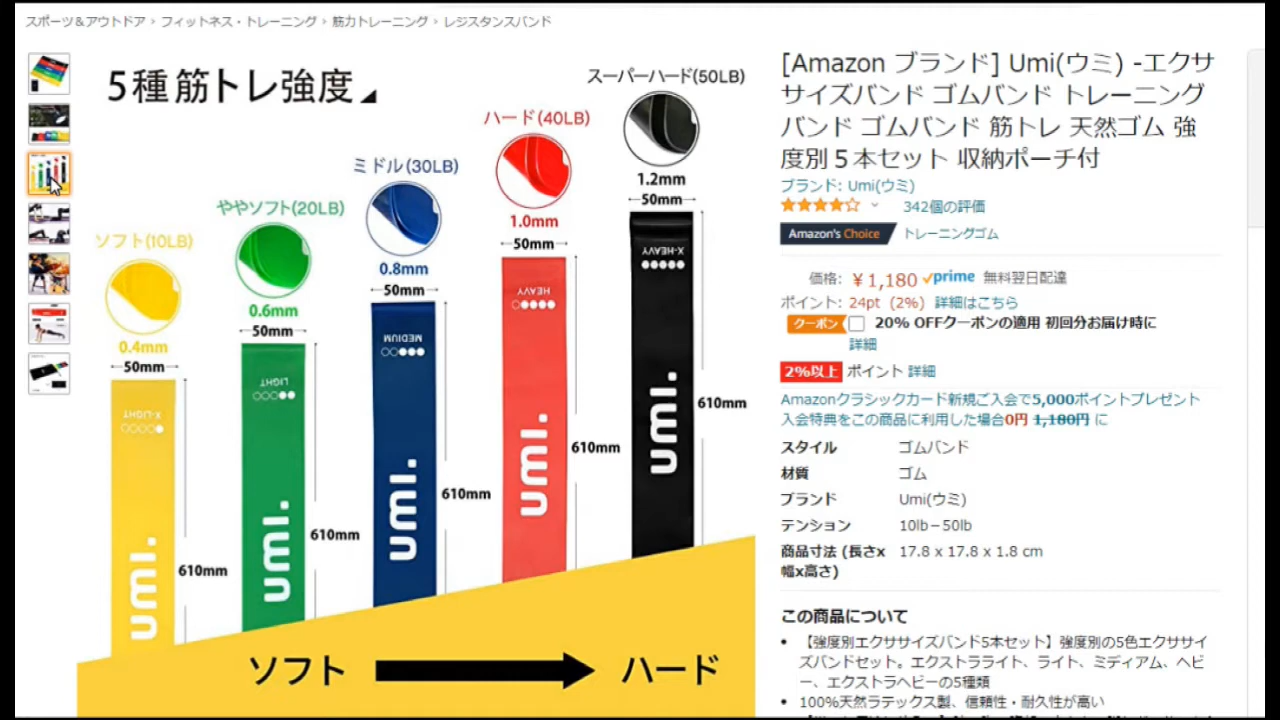 スポーツ＆アウトドア › フィットネス・トレーニング › 筋力トレーニング › レジスタンスバンド
5種筋トレ強度
ソフト(10LB)
0.4mm
50mm
X-LIGHT
umi.
610mm
ややソフト(20LB)
0.6mm
50mm
LIGHT
umi.
610mm
ミドル(30LB)
0.8mm
50mm
MEDIUM
umi.
610mm
ハード(40LB)
1.0mm
50mm
HEAVY
umi.
610mm
スーパーハード(50LB)
1.2mm
50mm
X-HEAVY
umi.
610mm
ソフト
ハード
[Amazon ブランド] Umi(ウミ) -エクサ
サイズバンド ゴムバンド トレーニング
バンド ゴムバンド 筋トレ 天然ゴム 強
度別５本セット 収納ポーチ付
ブランド: Umi(ウミ)
342個の評価
Amazon's Choice トレーニングゴム
価格: ￥1,180 prime 無料翌日配達
ポイント: 24pt (2%) 詳細はこちら
クーポン 20% OFFクーポンの適用 初回分お届け時に
詳細
2%以上 ポイント 詳細
Amazonクラシックカード新規ご入会で5,000ポイントプレゼント
入会特典をこの商品に利用した場合0円 1,180円 に
スタイル ゴムバンド
材質 ゴム
ブランド Umi(ウミ)
テンション 10lb－50lb
商品寸法 (長さx 17.8 x 17.8 x 1.8 cm
幅x高さ)
この商品について
• 【強度別エクササイズバンド5本セット】強度別の5色エクササイ
ズバンドセット。エクストラライト、ライト、ミディアム、ヘビ
ー、エクストラヘビーの5種類
• 100%天然ラテックス製、信頼性・耐久性が高い